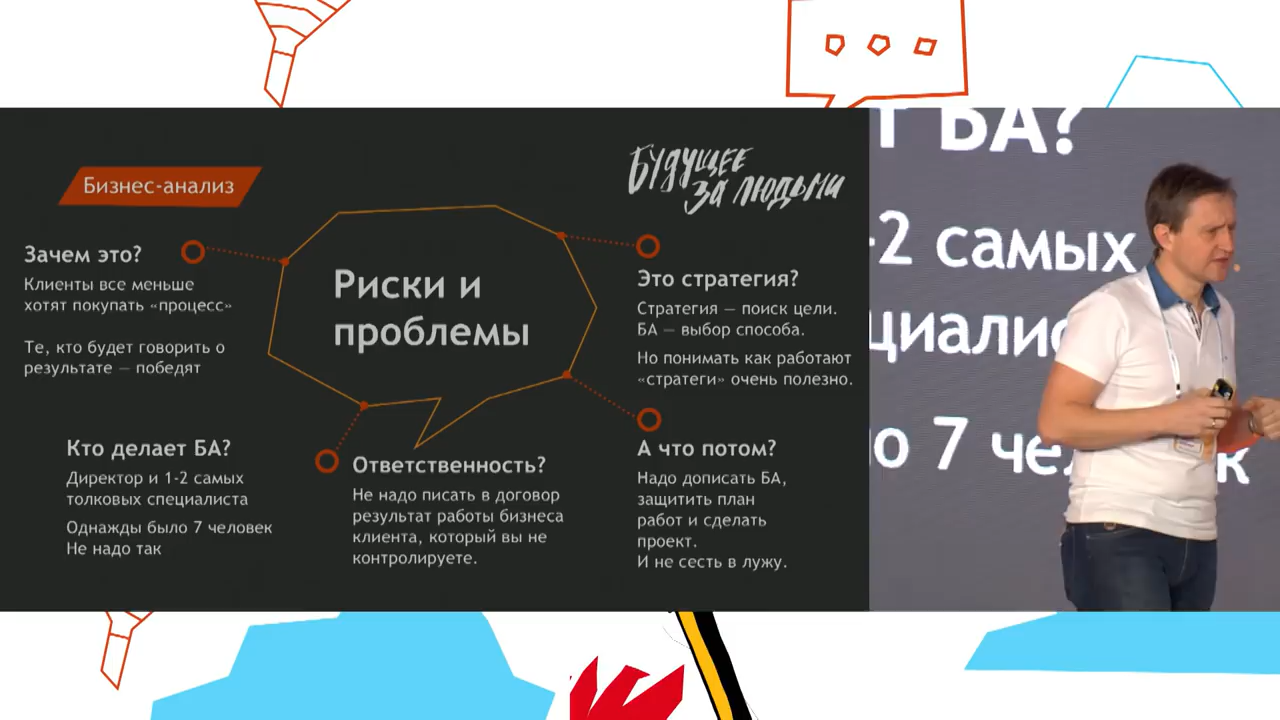 Бизнес-анализ
БУДУЩЕЕ
ЗА ЛЮДЬМИ
Риски и
проблемы
Зачем это?
Клиенты все меньше
хотят покупать «процесс»
Те, кто будет говорить о
результате — победят
Кто делает БА?
Директор и 1-2 самых
толковых специалиста
Однажды было 7 человек
Не надо так
Ответственность?
Не надо писать в договор
результат работы бизнеса
клиента, который вы не
контролируете.
Это стратегия?
Стратегия — поиск цели.
БА — выбор способа.
Но понимать как работают
«стратеги» очень полезно.
А что потом?
Надо дописать БА,
защитить план
работ и сделать
проект.
И не сесть в лужу.
БА?
-2 самых
циалис
о 7 че
к